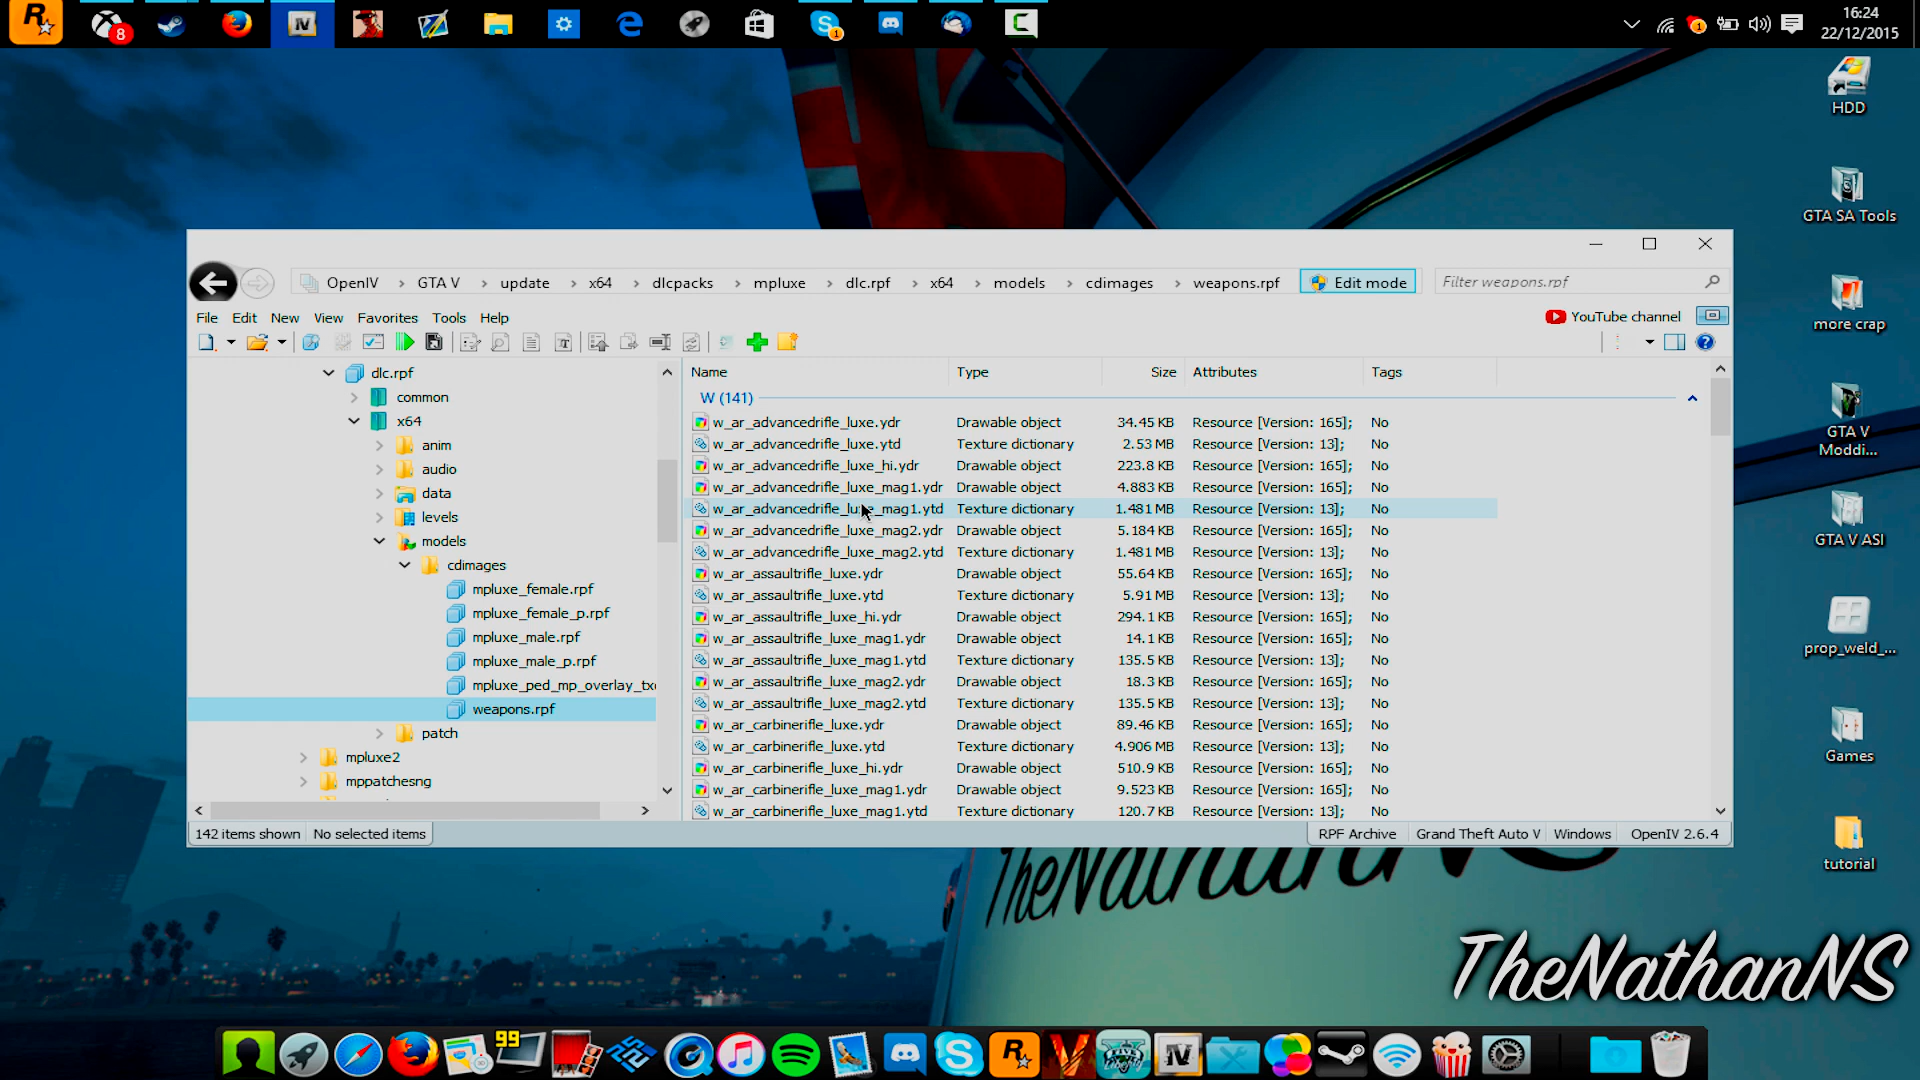 8
1
1
16:24
22/12/2015
HDD
GTA SA Tools
more crap
GTA V
Moddi...
GTA V ASI
prop_weld_...
Games
tutorial
OpenIV › GTA V › update › x64 › dlcpacks › mpluxe › dlc.rpf › x64 › models › cdimages › weapons.rpf
Edit mode
Filter weapons.rpf
File Edit New View Favorites Tools Help
YouTube channel
dlc.rpf
common
x64
anim
audio
data
levels
models
cdimages
mpluxe_female.rpf
mpluxe_female_p.rpf
mpluxe_male.rpf
mpluxe_male_p.rpf
mpluxe_ped_mp_overlay_tx
weapons.rpf
patch
mpluxe2
mppatchesng
Name Type Size Attributes Tags
W (141)
w_ar_advancedrifle_luxe.ydr Drawable object 34.45 KB Resource [Version: 165]; No
w_ar_advancedrifle_luxe.ytd Texture dictionary 2.53 MB Resource [Version: 13]; No
w_ar_advancedrifle_luxe_hi.ydr Drawable object 223.8 KB Resource [Version: 165]; No
w_ar_advancedrifle_luxe_mag1.ydr Drawable object 4.883 KB Resource [Version: 165]; No
w_ar_advancedrifle_luxe_mag1.ytd Texture dictionary 1.481 MB Resource [Version: 13]; No
w_ar_advancedrifle_luxe_mag2.ydr Drawable object 5.184 KB Resource [Version: 165]; No
w_ar_advancedrifle_luxe_mag2.ytd Texture dictionary 1.481 MB Resource [Version: 13]; No
w_ar_assaultrifle_luxe.ydr Drawable object 55.64 KB Resource [Version: 165]; No
w_ar_assaultrifle_luxe.ytd Texture dictionary 5.91 MB Resource [Version: 13]; No
w_ar_assaultrifle_luxe_hi.ydr Drawable object 294.1 KB Resource [Version: 165]; No
w_ar_assaultrifle_luxe_mag1.ydr Drawable object 14.1 KB Resource [Version: 165]; No
w_ar_assaultrifle_luxe_mag1.ytd Texture dictionary 135.5 KB Resource [Version: 13]; No
w_ar_assaultrifle_luxe_mag2.ydr Drawable object 18.3 KB Resource [Version: 165]; No
w_ar_assaultrifle_luxe_mag2.ytd Texture dictionary 135.5 KB Resource [Version: 13]; No
w_ar_carbinerifle_luxe.ydr Drawable object 89.46 KB Resource [Version: 165]; No
w_ar_carbinerifle_luxe.ytd Texture dictionary 4.906 MB Resource [Version: 13]; No
w_ar_carbinerifle_luxe_hi.ydr Drawable object 510.9 KB Resource [Version: 165]; No
w_ar_carbinerifle_luxe_mag1.ydr Drawable object 9.523 KB Resource [Version: 165]; No
w_ar_carbinerifle_luxe_mag1.ytd Texture dictionary 120.7 KB Resource [Version: 13]; No
142 items shown No selected items
RPF Archive Grand Theft Auto V Windows OpenIV 2.6.4
TheNathanNS
TheNathanNS
99